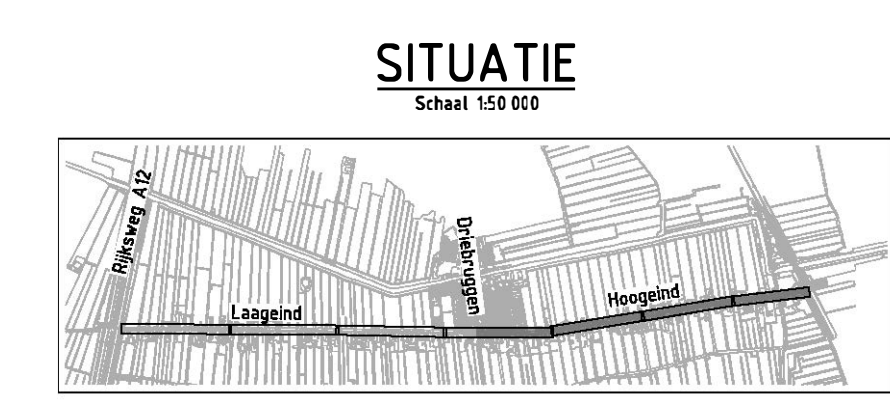 SITUATIE
Schaal 1:50 000
Rijksweg A12
Driebruggen
Laageind
Hoogeind